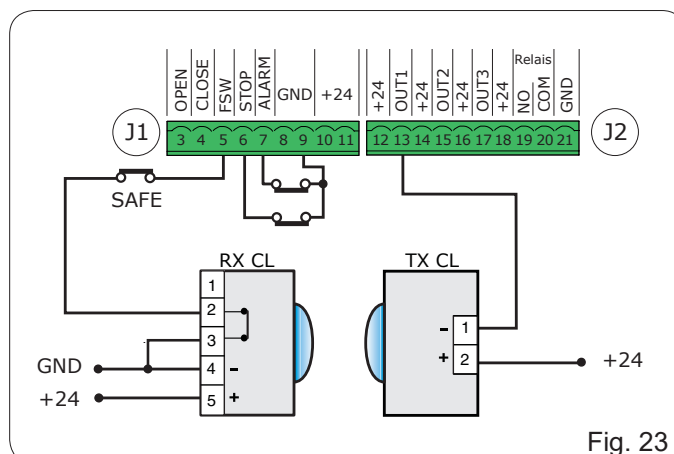 Relais
OPEN CLOSE FSW STOP ALARM GND +24 +24 OUT1 +24 OUT2 +24 OUT3 +24 NO COM GND
J1 3 4 5 6 7 8 9 10 11 12 13 14 15 16 17 18 19 20 21 J2
SAFE
RX CL TX CL
1
2
3
GND 4 -
+24 5 +
- 1
+ 2 +24
Fig. 23